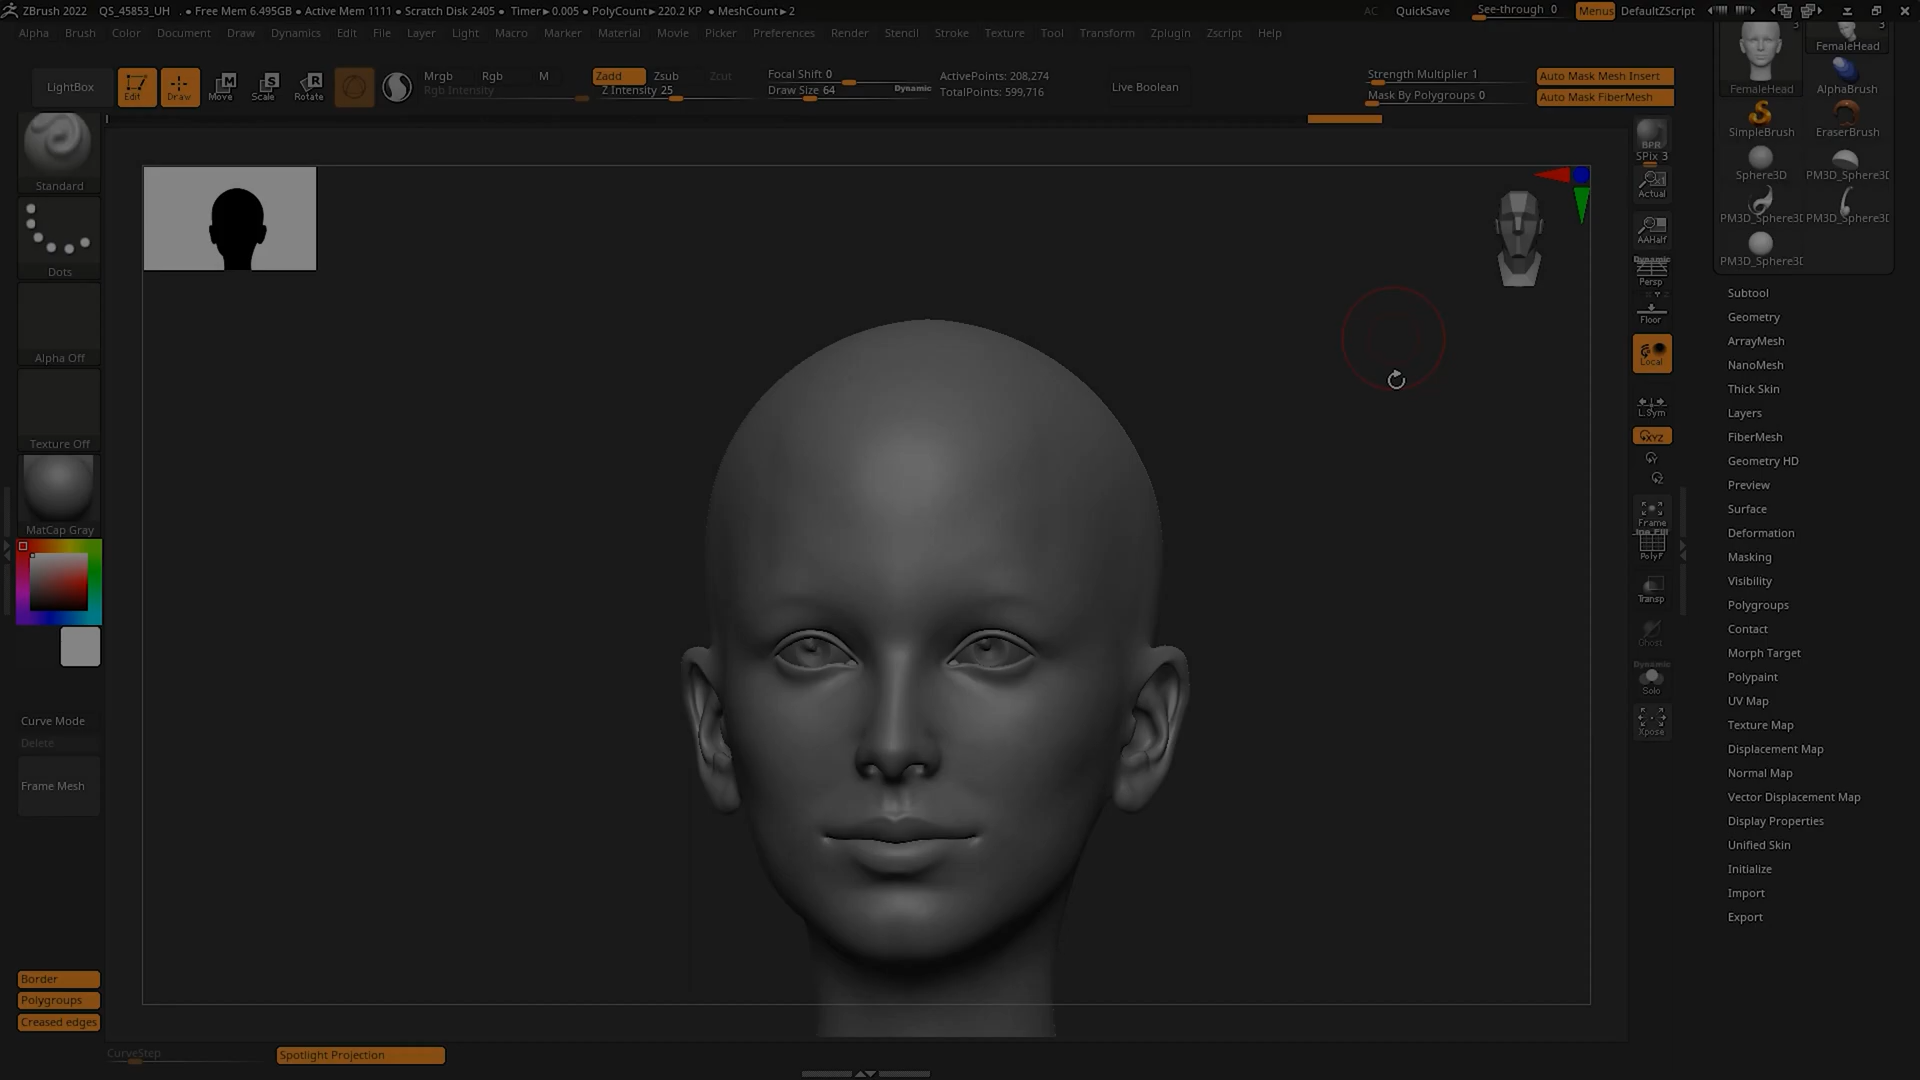 ZBrush 2022 QS_45853_UH . • Free Mem 6.495GB • Active Mem 1111 • Scratch Disk 2405 • Timer▸0.005 • PolyCount▸220.2 KP • MeshCount▸2 AC QuickSave See-through 0 Menus DefaultZScript
Alpha Brush Color Document Draw Dynamics Edit File Layer Light Macro Marker Material Movie Picker Preferences Render Stencil Stroke Texture Tool Transform Zplugin Zscript Help
LightBox Edit Draw Move Scale Rotate
Mrgb Rgb M
Rgb Intensity
Zadd Zsub Zcut
Z Intensity 25
Focal Shift 0
Draw Size 64 Dynamic
ActivePoints: 208,274
TotalPoints: 599,716
Live Boolean
Strength Multiplier 1
Mask By Polygroups 0
Auto Mask Mesh Insert
Auto Mask FiberMesh
Standard
Dots
Alpha Off
Texture Off
MatCap Gray
Curve Mode
Delete
Frame Mesh
Border
Polygroups
Creased edges
CurveStep
Spotlight Projection
BPR
SPix 3
Actual
AAHalf
Dynamic
Persp
Floor
Local
L.Sym
XYZ
Frame
Line Fill
PolyF
Transp
Ghost
Dynamic
Solo
Xpose
3 3
FemaleHead
FemaleHead AlphaBrush
SimpleBrush EraserBrush
Sphere3D PM3D_Sphere3D
PM3D_Sphere3D PM3D_Sphere3D
PM3D_Sphere3D
Subtool
Geometry
ArrayMesh
NanoMesh
Thick Skin
Layers
FiberMesh
Geometry HD
Preview
Surface
Deformation
Masking
Visibility
Polygroups
Contact
Morph Target
Polypaint
UV Map
Texture Map
Displacement Map
Normal Map
Vector Displacement Map
Display Properties
Unified Skin
Initialize
Import
Export